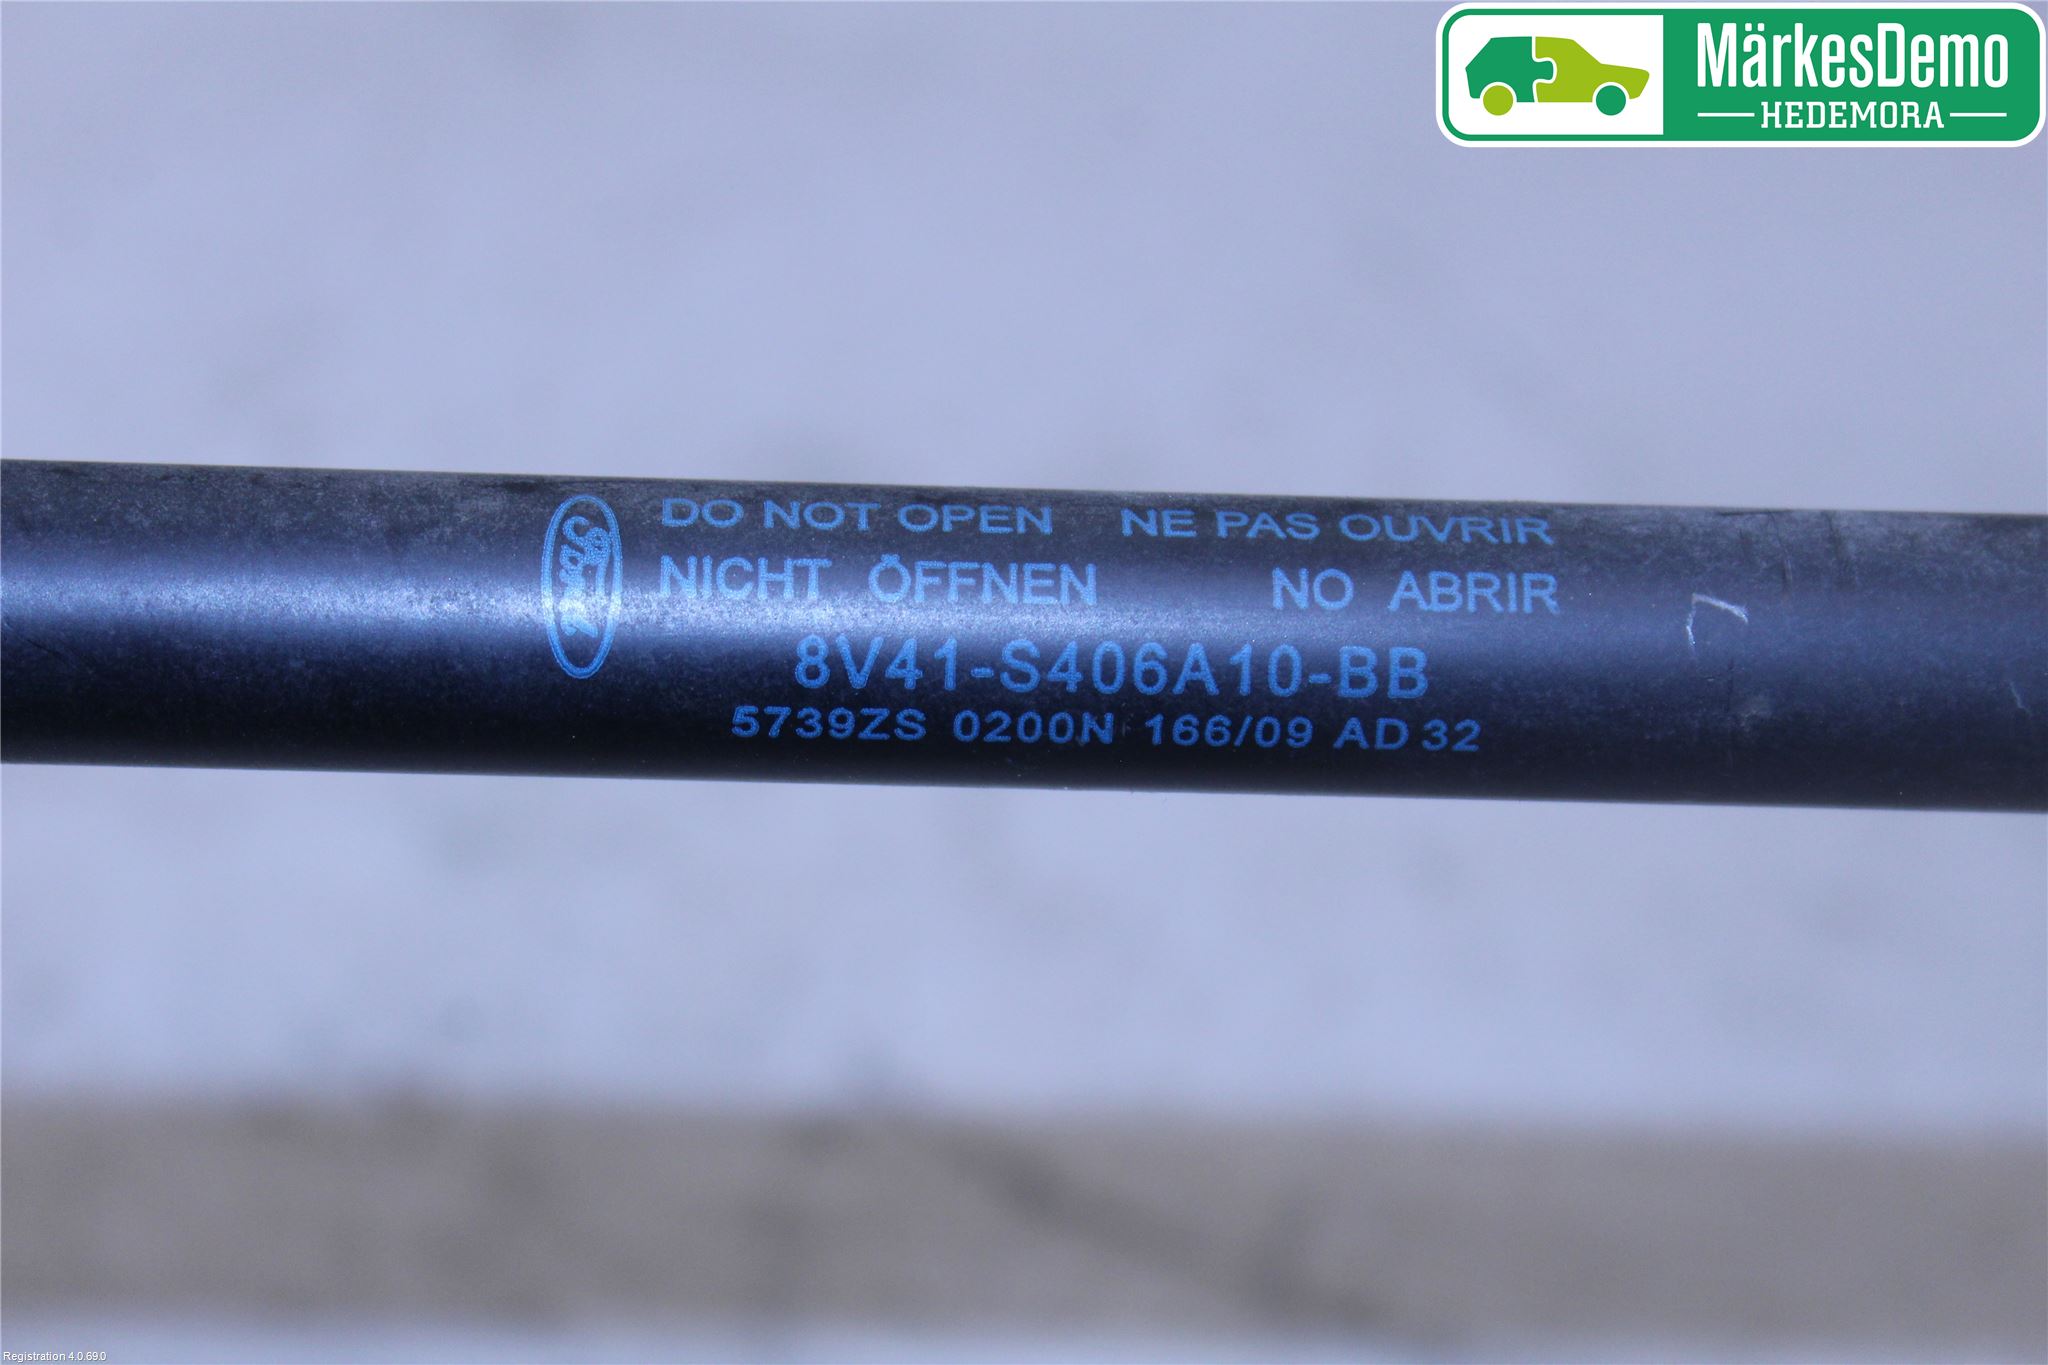 MärkesDemo
HEDEMORA
Ford
DO NOT OPEN NE PAS OUVRIR
NICHT ÖFFNEN NO ABRIR
8V41-S406A10-BB
5739ZS 0200N 166/09 AD 32
Registration 4.0.69.0